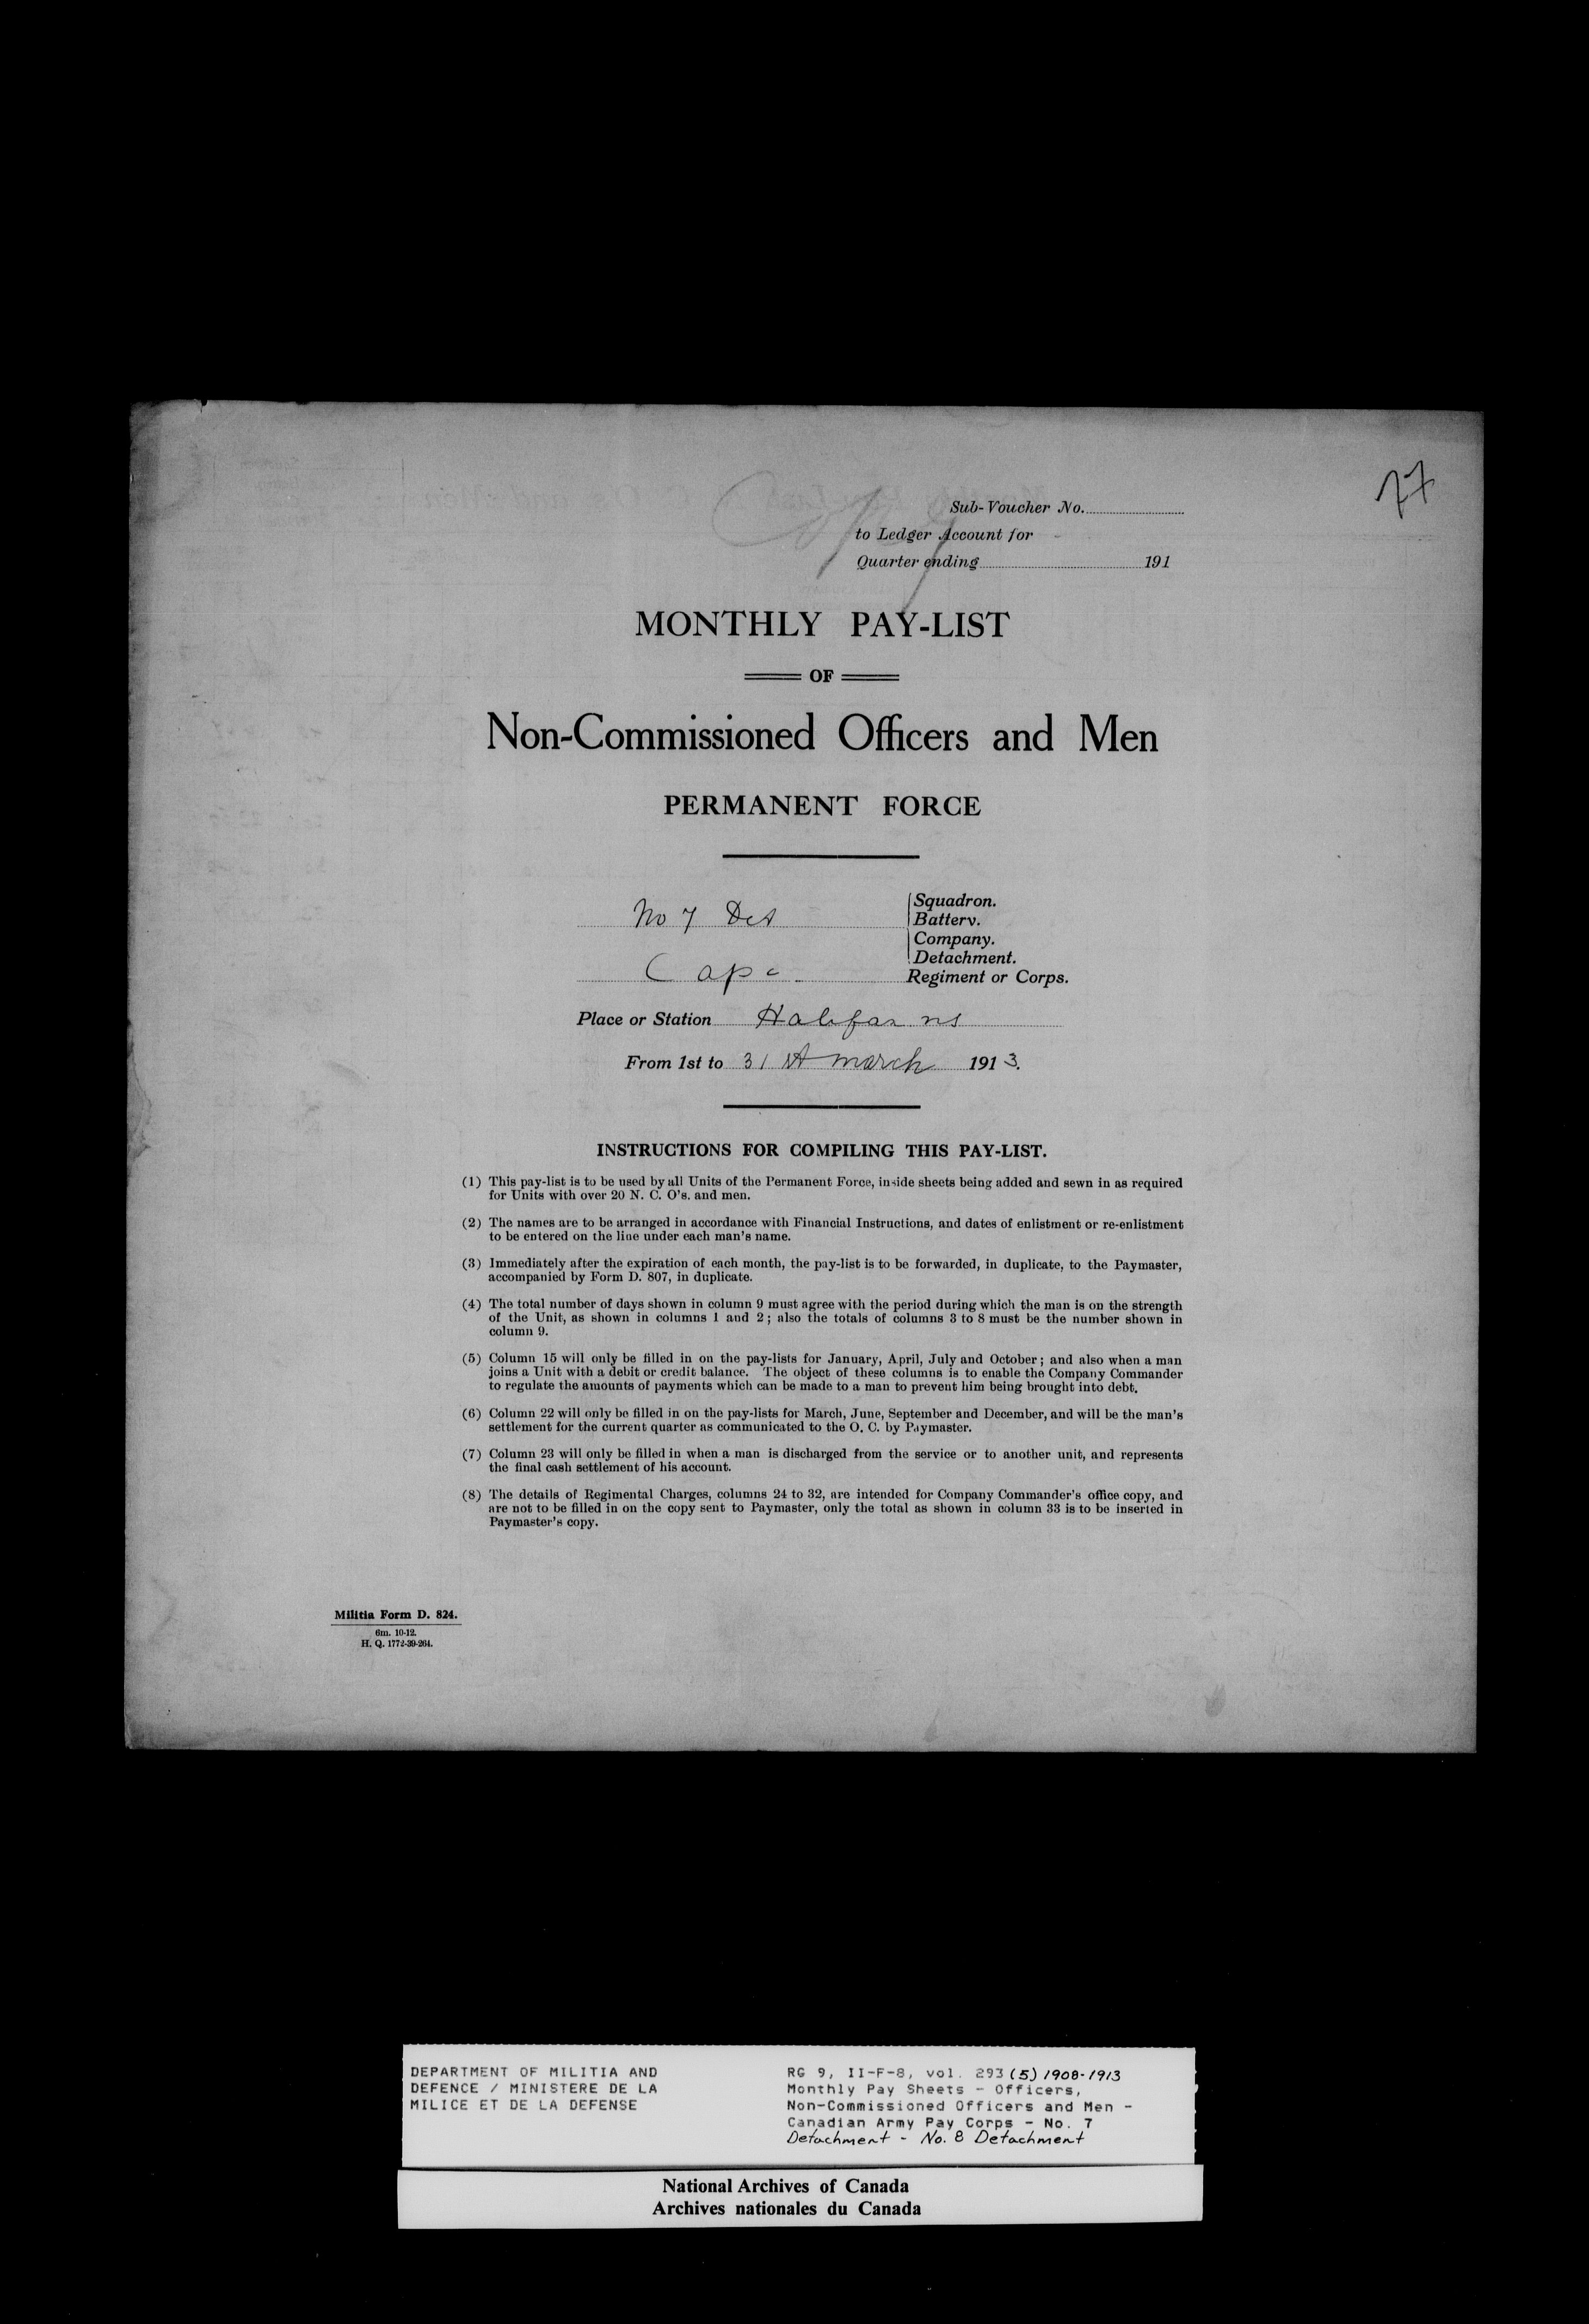 77
Copy
Sub-Voucher No.
to Ledger Account for
Quarter ending 191
MONTHLY PAY-LIST
OF
Non-Commissioned Officers and Men
PERMANENT FORCE
No 7 Det
Squadron.
Battery.
Company.
Detachment.
Capc
Regiment or Corps.
Place or Station Halifax ns
From 1st to 31st march 1913.
INSTRUCTIONS FOR COMPILING THIS PAY-LIST.
(1) This pay-list is to be used by all Units of the Permanent Force, inside sheets being added and sewn in as required
for Units with over 20 N. C. O's. and men.
(2) The names are to be arranged in accordance with Financial Instructions, and dates of enlistment or re-enlistment
to be entered on the line under each man's name.
(3) Immediately after the expiration of each month, the pay-list is to be forwarded, in duplicate, to the Paymaster,
accompanied by Form D. 807, in duplicate.
(4) The total number of days shown in column 9 must agree with the period during which the man is on the strength
of the Unit, as shown in columns 1 and 2; also the totals of columns 3 to 8 must be the number shown in
column 9.
(5) Column 15 will only be filled in on the pay-lists for January, April, July and October; and also when a man
joins a Unit with a debit or credit balance. The object of these columns is to enable the Company Commander
to regulate the amounts of payments which can be made to a man to prevent him being brought into debt.
(6) Column 22 will only be filled in on the pay-lists for March, June, September and December, and will be the man's
settlement for the current quarter as communicated to the O. C. by Paymaster.
(7) Column 23 will only be filled in when a man is discharged from the service or to another unit, and represents
the final cash settlement of his account.
(8) The details of Regimental Charges, columns 24 to 32, are intended for Company Commander's office copy, and
are not to be filled in on the copy sent to Paymaster, only the total as shown in column 33 is to be inserted in
Paymaster's copy.
Militia Form D. 824.
6m. 10-12.
H. Q. 1772-39-264.
DEPARTMENT OF MILITIA AND
DEFENCE / MINISTERE DE LA
MILICE ET DE LA DEFENSE
RG 9, II-F-8, vol. 293 (5) 1908-1913
Monthly Pay Sheets - Officers,
Non-Commissioned Officers and Men -
Canadian Army Pay Corps - No. 7
Detachment - No. 8 Detachment
National Archives of Canada
Archives nationales du Canada